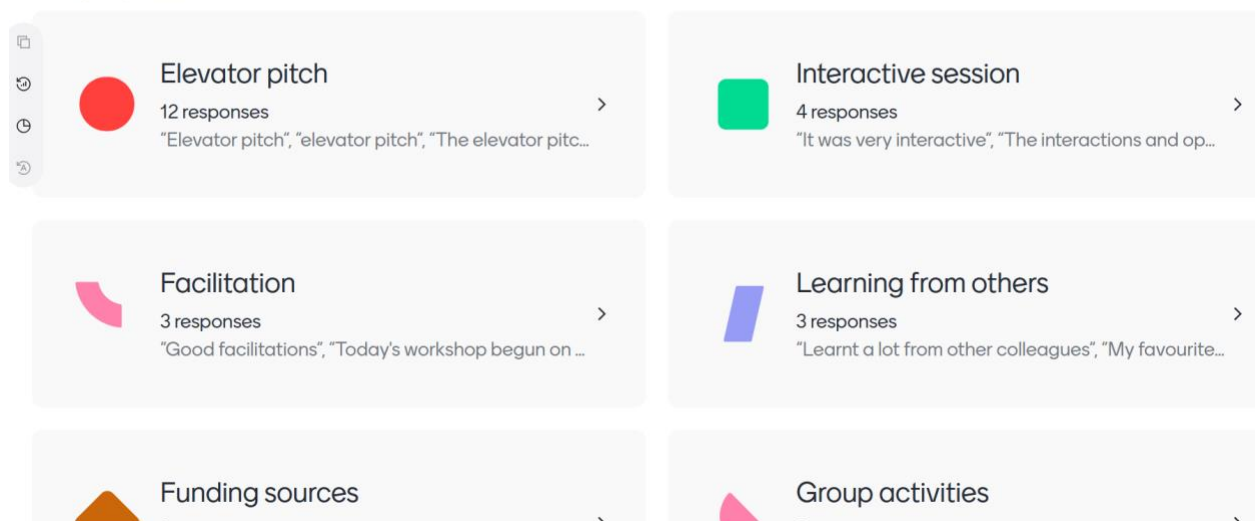 Elevator pitch
12 responses
"Elevator pitch", "elevator pitch", "The elevator pitc...
Interactive session
4 responses
"It was very interactive", "The interactions and op...
Facilitation
3 responses
"Good facilitations", "Today's workshop begun on ...
Learning from others
3 responses
"Learnt a lot from other colleagues", "My favourite...
Funding sources
Group activities